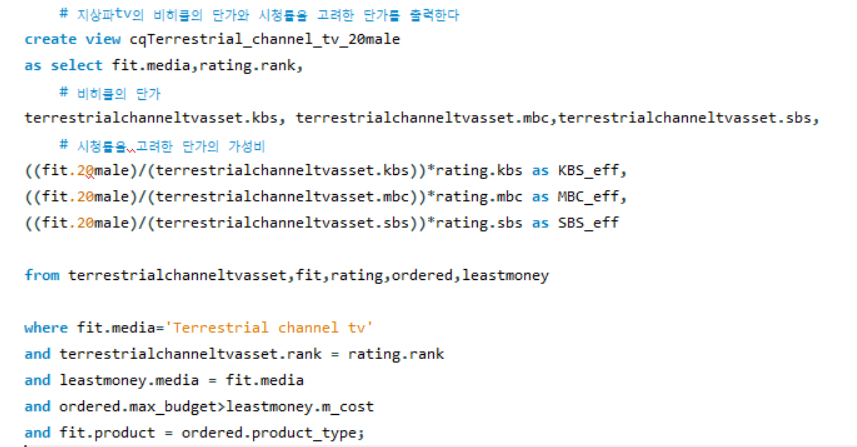 # 지상파tv의 비히클의 단가와 시청률을 고려한 단가를 출력한다
create view cqTerrestrial_channel_tv_20male
as select fit.media,rating.rank,
# 비히클의 단가
terrestrialchanneltvasset.kbs, terrestrialchanneltvasset.mbc,terrestrialchanneltvasset.sbs,
# 시청률을 고려한 단가의 가성비
((fit.20male)/(terrestrialchanneltvasset.kbs))*rating.kbs as KBS_eff,
((fit.20male)/(terrestrialchanneltvasset.mbc))*rating.mbc as MBC_eff,
((fit.20male)/(terrestrialchanneltvasset.sbs))*rating.sbs as SBS_eff
from terrestrialchanneltvasset,fit,rating,ordered,leastmoney
where fit.media='Terrestrial channel tv'
and terrestrialchanneltvasset.rank = rating.rank
and leastmoney.media = fit.media
and ordered.max_budget>leastmoney.m_cost
and fit.product = ordered.product_type;